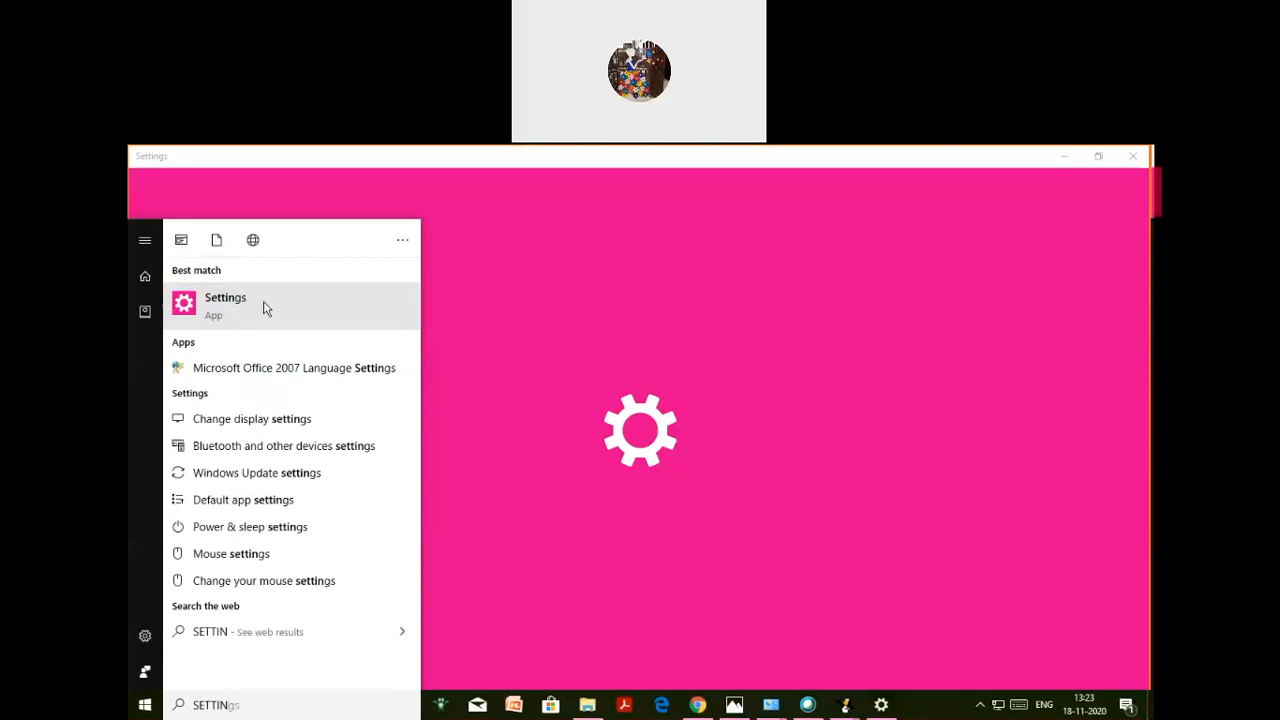 Settings
Best match
Settings
App
Apps
Microsoft Office 2007 Language Settings
Settings
Change display settings
Bluetooth and other devices settings
Windows Update settings
Default app settings
Power & sleep settings
Mouse settings
Change your mouse settings
Search the web
SETTIN - See web results
SETTINgs
ENG
13:23
18-11-2020